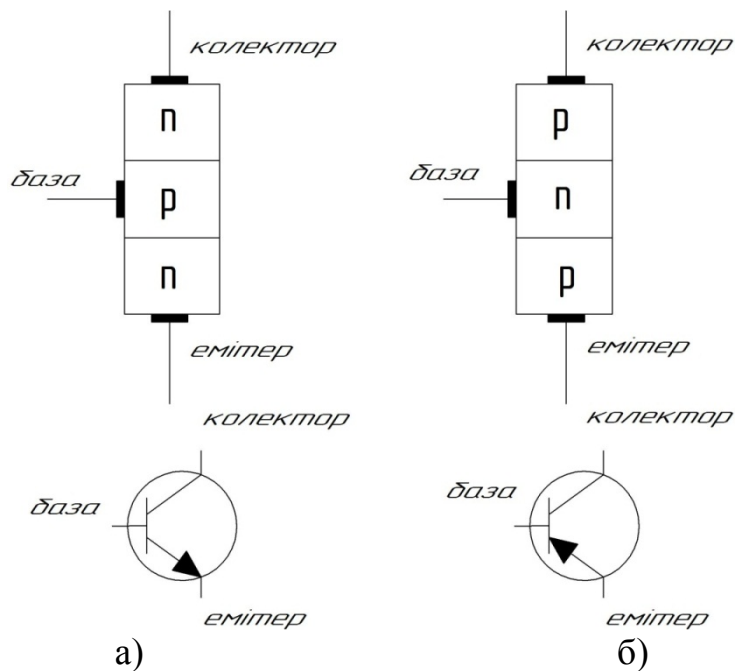 колектор
n
база
p
n
емітер
колектор
база
емітер
а)
колектор
p
база
n
p
емітер
колектор
база
емітер
б)